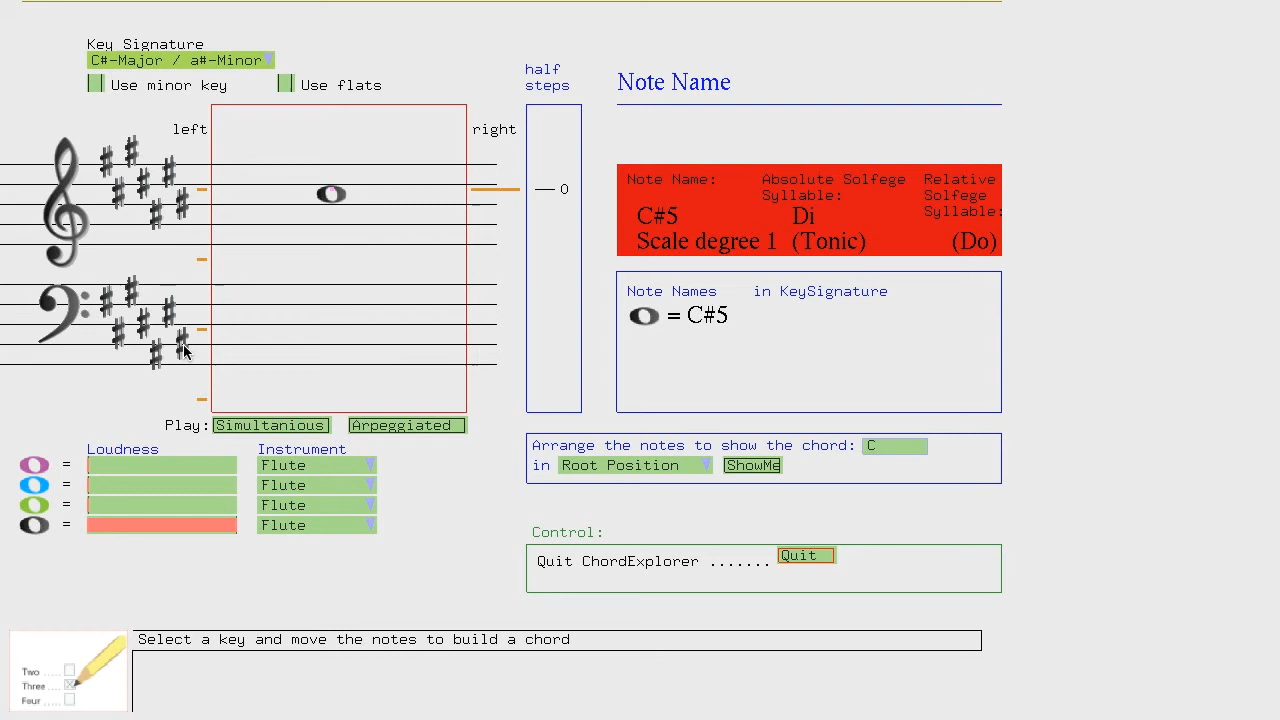 Key Signature
C#-Major / a#-Minor
Use minor key
Use flats
left
right
half
steps
0
Note Name
Note Name:
Absolute Solfege
Syllable:
Relative
Solfege
Syllable:
C#5
Di
Scale degree 1 (Tonic)
(Do)
Note Names in KeySignature
= C#5
Play: Simultanious Arpeggiated
Loudness
Instrument
= Flute
= Flute
= Flute
= Flute
Arrange the notes to show the chord: C
in Root Position ShowMe
Control:
Quit ChordExplorer ....... Quit
Select a key and move the notes to build a chord
Two .....
Three ....
Four .....